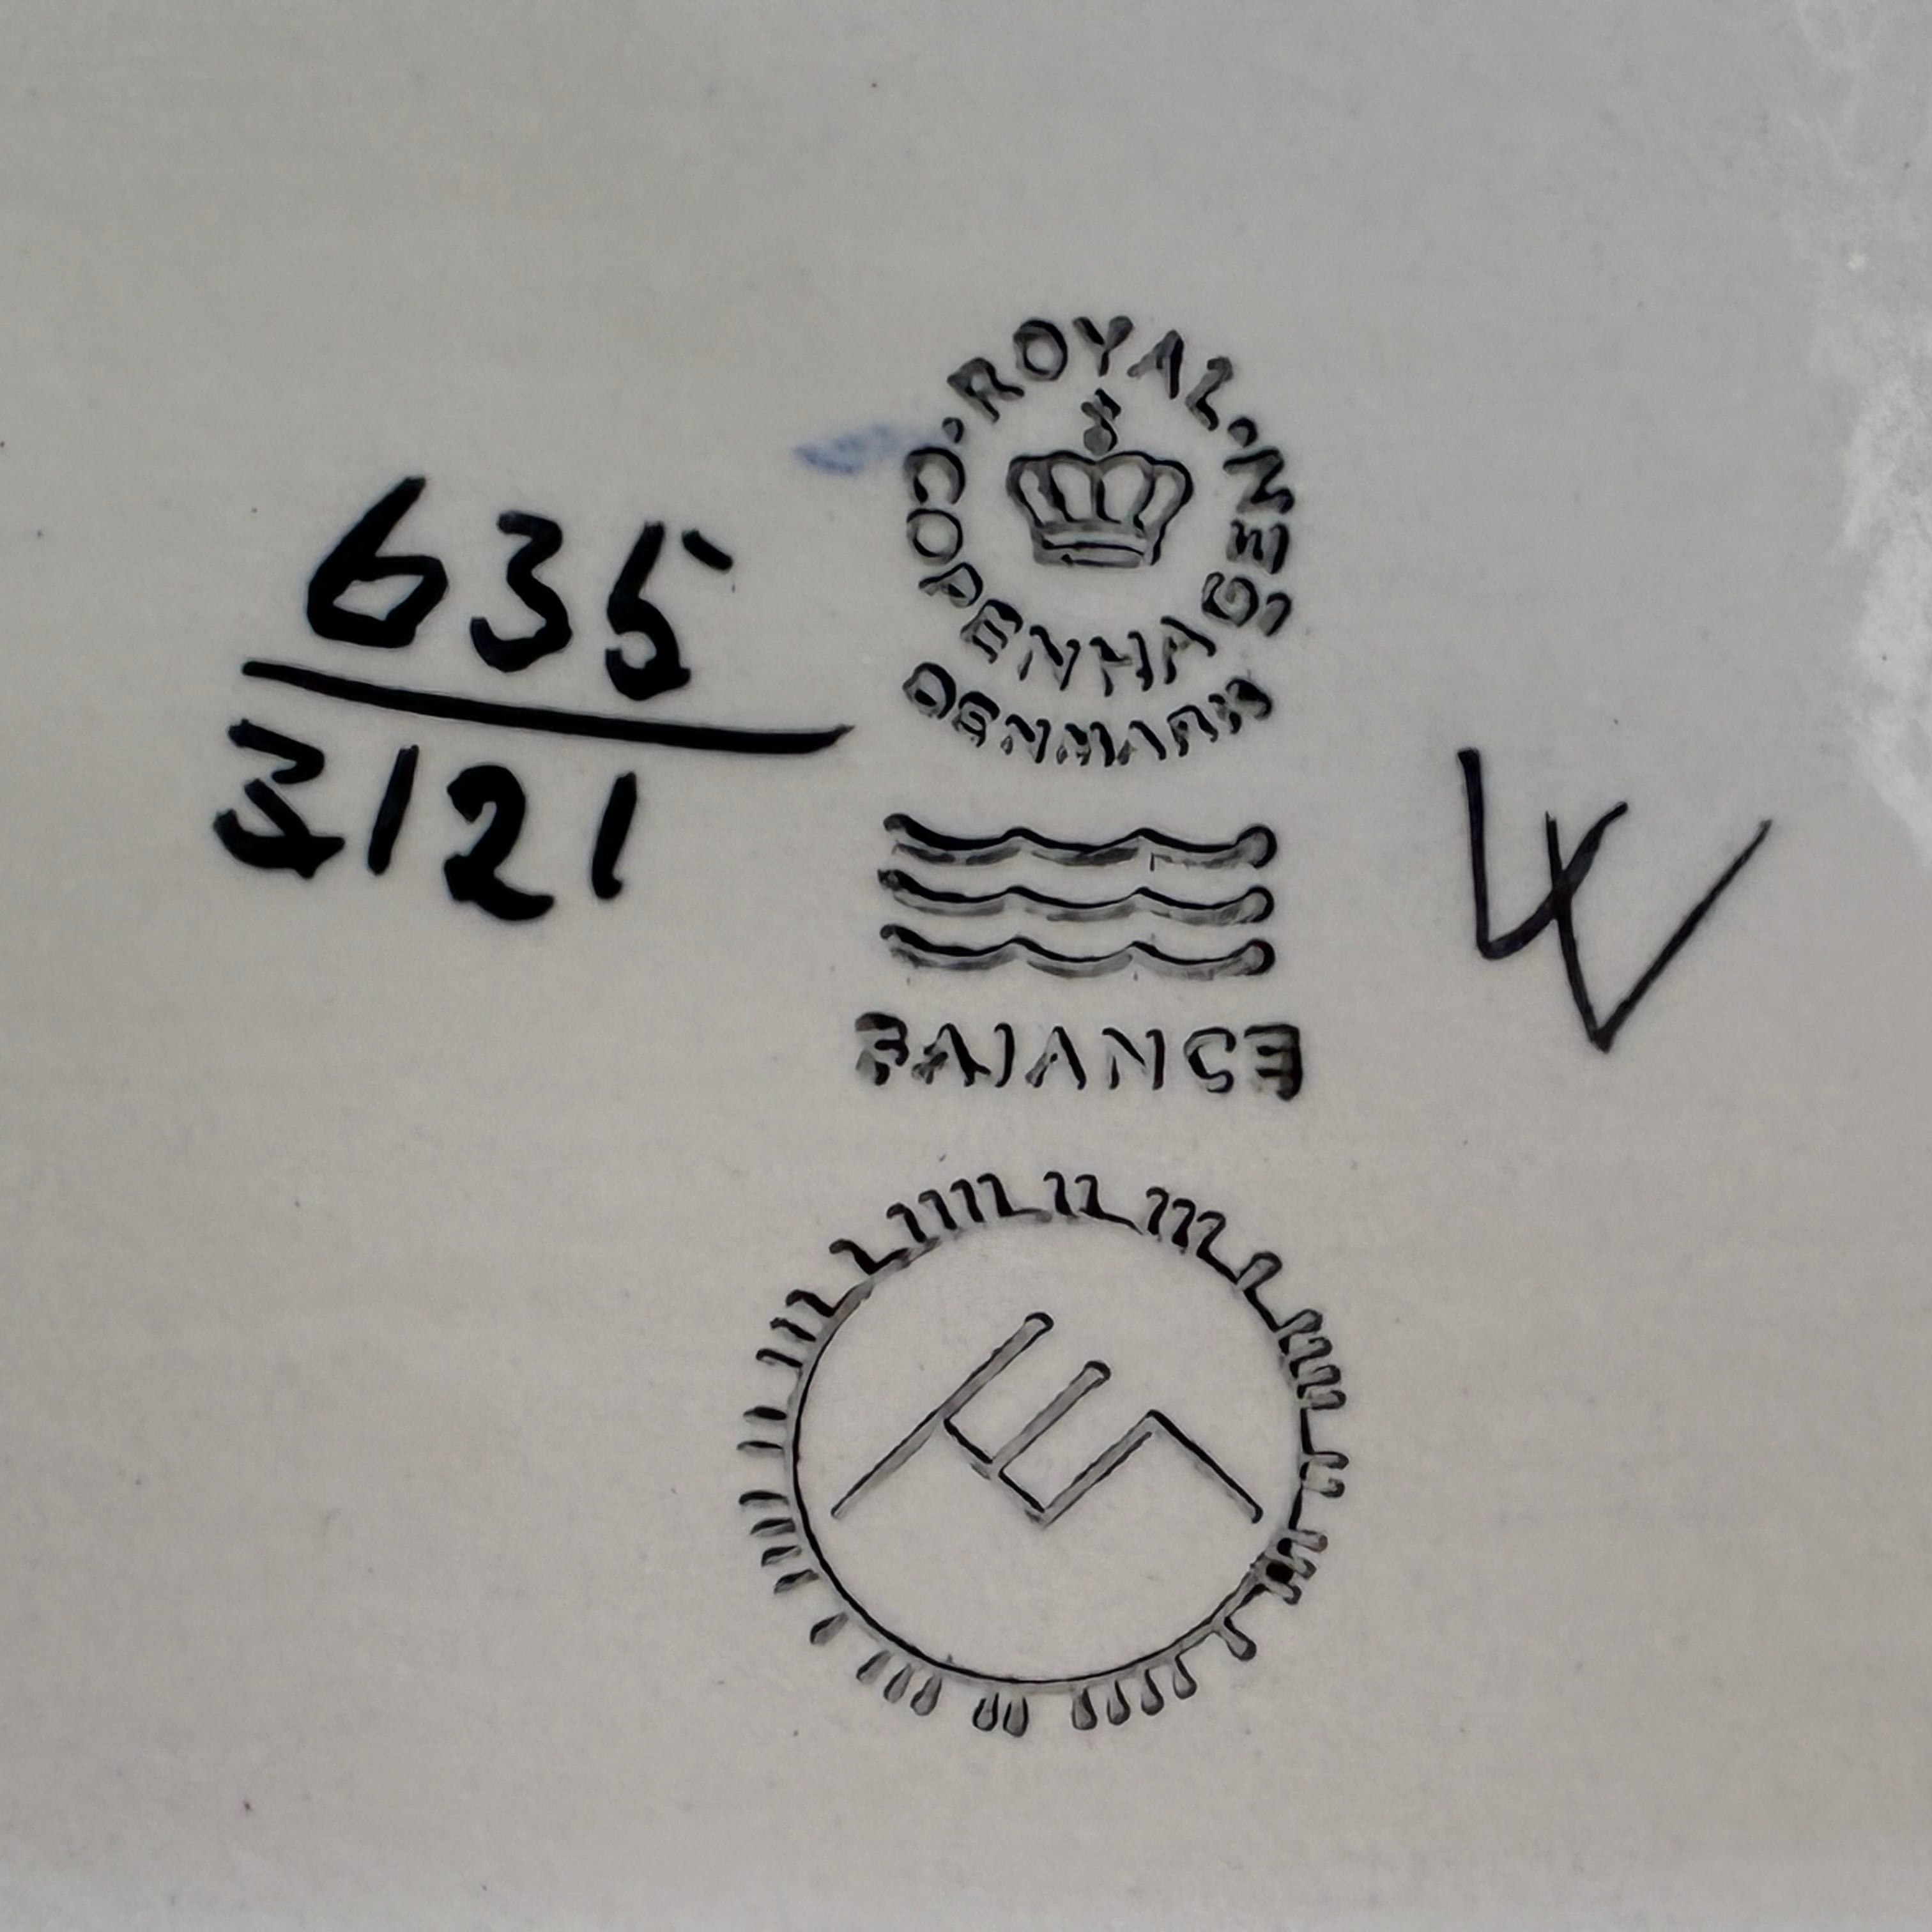 635
3121
ROYAL COPENHAGEN
DENMARK
FAJANCE
W